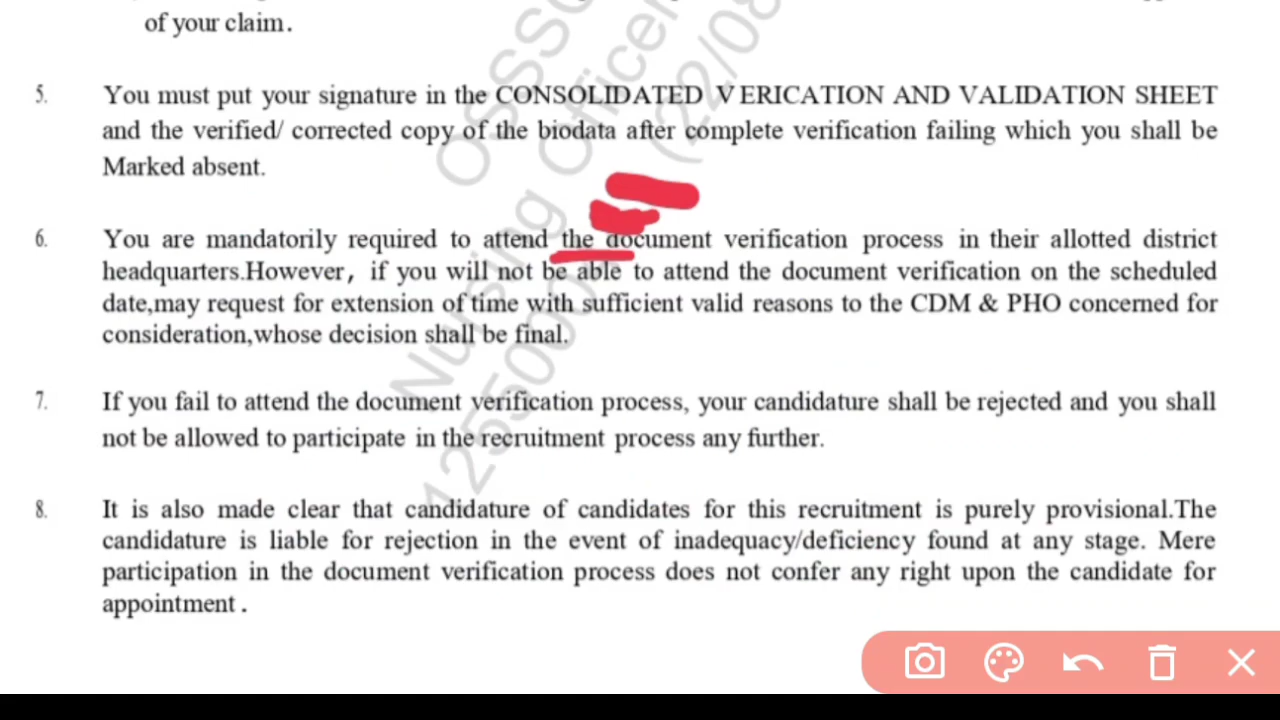 of your claim.
5. You must put your signature in the CONSOLIDATED VERICATION AND VALIDATION SHEET
and the verified/ corrected copy of the biodata after complete verification failing which you shall be
Marked absent.
6. You are mandatorily required to attend the document verification process in their allotted district
headquarters.However, if you will not be able to attend the document verification on the scheduled
date,may request for extension of time with sufficient valid reasons to the CDM & PHO concerned for
consideration,whose decision shall be final.
7. If you fail to attend the document verification process, your candidature shall be rejected and you shall
not be allowed to participate in the recruitment process any further.
8. It is also made clear that candidature of candidates for this recruitment is purely provisional.The
candidature is liable for rejection in the event of inadequacy/deficiency found at any stage. Mere
participation in the document verification process does not confer any right upon the candidate for
appointment .
Nursing Officer